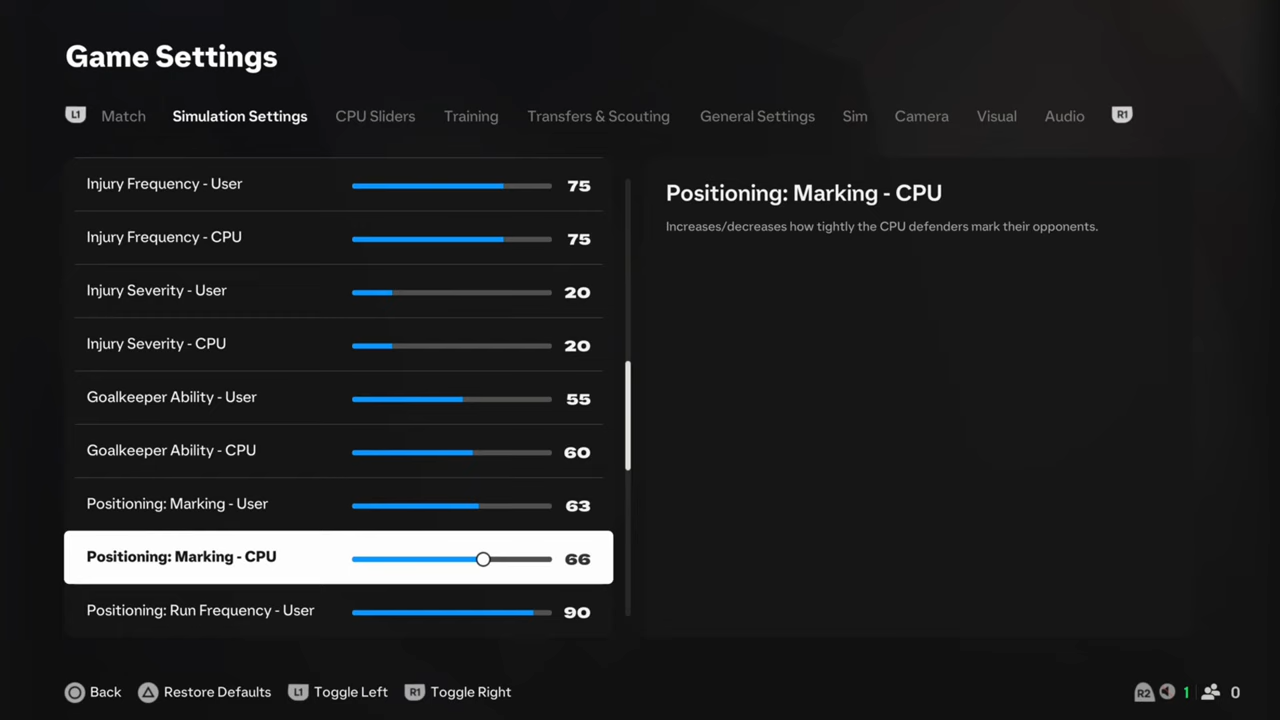 Game Settings
L1 Match Simulation Settings CPU Sliders Training Transfers & Scouting General Settings Sim Camera Visual Audio R1
Injury Frequency - User 75
Injury Frequency - CPU 75
Injury Severity - User 20
Injury Severity - CPU 20
Goalkeeper Ability - User 55
Goalkeeper Ability - CPU 60
Positioning: Marking - User 63
Positioning: Marking - CPU 66
Positioning: Run Frequency - User 90
Positioning: Marking - CPU
Increases/decreases how tightly the CPU defenders mark their opponents.
Back Restore Defaults L1 Toggle Left R1 Toggle Right R2 1 0